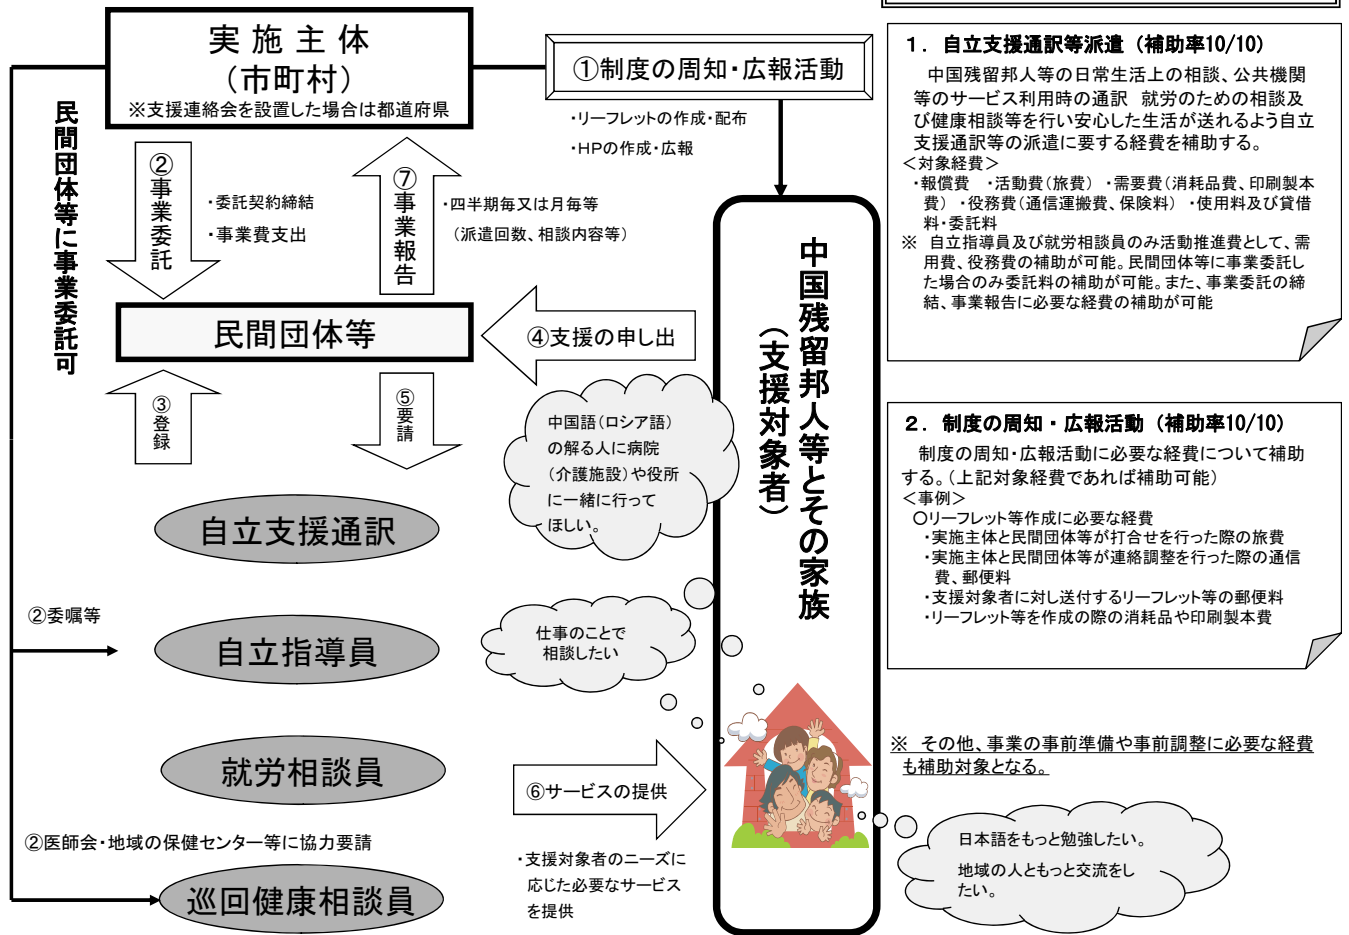 実施主体
(市町村)
※支援連絡会を設置した場合は都道府県
①制度の周知・広報活動
・リーフレットの作成・配布
・HPの作成・広報
民間団体等に事業委託可
②事業委託
・委託契約締結
・事業費支出
⑦事業報告
・四半期毎又は月毎等
(派遣回数、相談内容等)
民間団体等
④支援の申し出
③登録
⑤要請
中国語(ロシア語)
の解る人に病院
(介護施設)や役所
に一緒に行って
ほしい。
自立支援通訳
②委嘱等
自立指導員
仕事のことで
相談したい
就労相談員
⑥サービスの提供
②医師会・地域の保健センター等に協力要請
・支援対象者のニーズに
応じた必要なサービス
を提供
巡回健康相談員
中国残留邦人等とその家族
(支援対象者)
1. 自立支援通訳等派遣 (補助率10/10)
中国残留邦人等の日常生活上の相談、公共機関
等のサービス利用時の通訳 就労のための相談及
び健康相談等を行い安心した生活が送れるよう自立
支援通訳等の派遣に要する経費を補助する。
<対象経費>
・報償費 ・活動費(旅費) ・需要費(消耗品費、印刷製本
費) ・役務費(通信運搬費、保険料) ・使用料及び貸借
料・委託料
※ 自立指導員及び就労相談員のみ活動推進費として、需
用費、役務費の補助が可能。民間団体等に事業委託し
た場合のみ委託料の補助が可能。また、事業委託の締
結、事業報告に必要な経費の補助が可能
2. 制度の周知・広報活動 (補助率10/10)
制度の周知・広報活動に必要な経費について補助
する。(上記対象経費であれば補助可能)
<事例>
○リーフレット等作成に必要な経費
・実施主体と民間団体等が打合せを行った際の旅費
・実施主体と民間団体等が連絡調整を行った際の通信
費、郵便料
・支援対象者に対し送付するリーフレット等の郵便料
・リーフレット等を作成の際の消耗品や印刷製本費
※ その他、事業の事前準備や事前調整に必要な経費
も補助対象となる。
日本語をもっと勉強したい。
地域の人ともっと交流をし
たい。